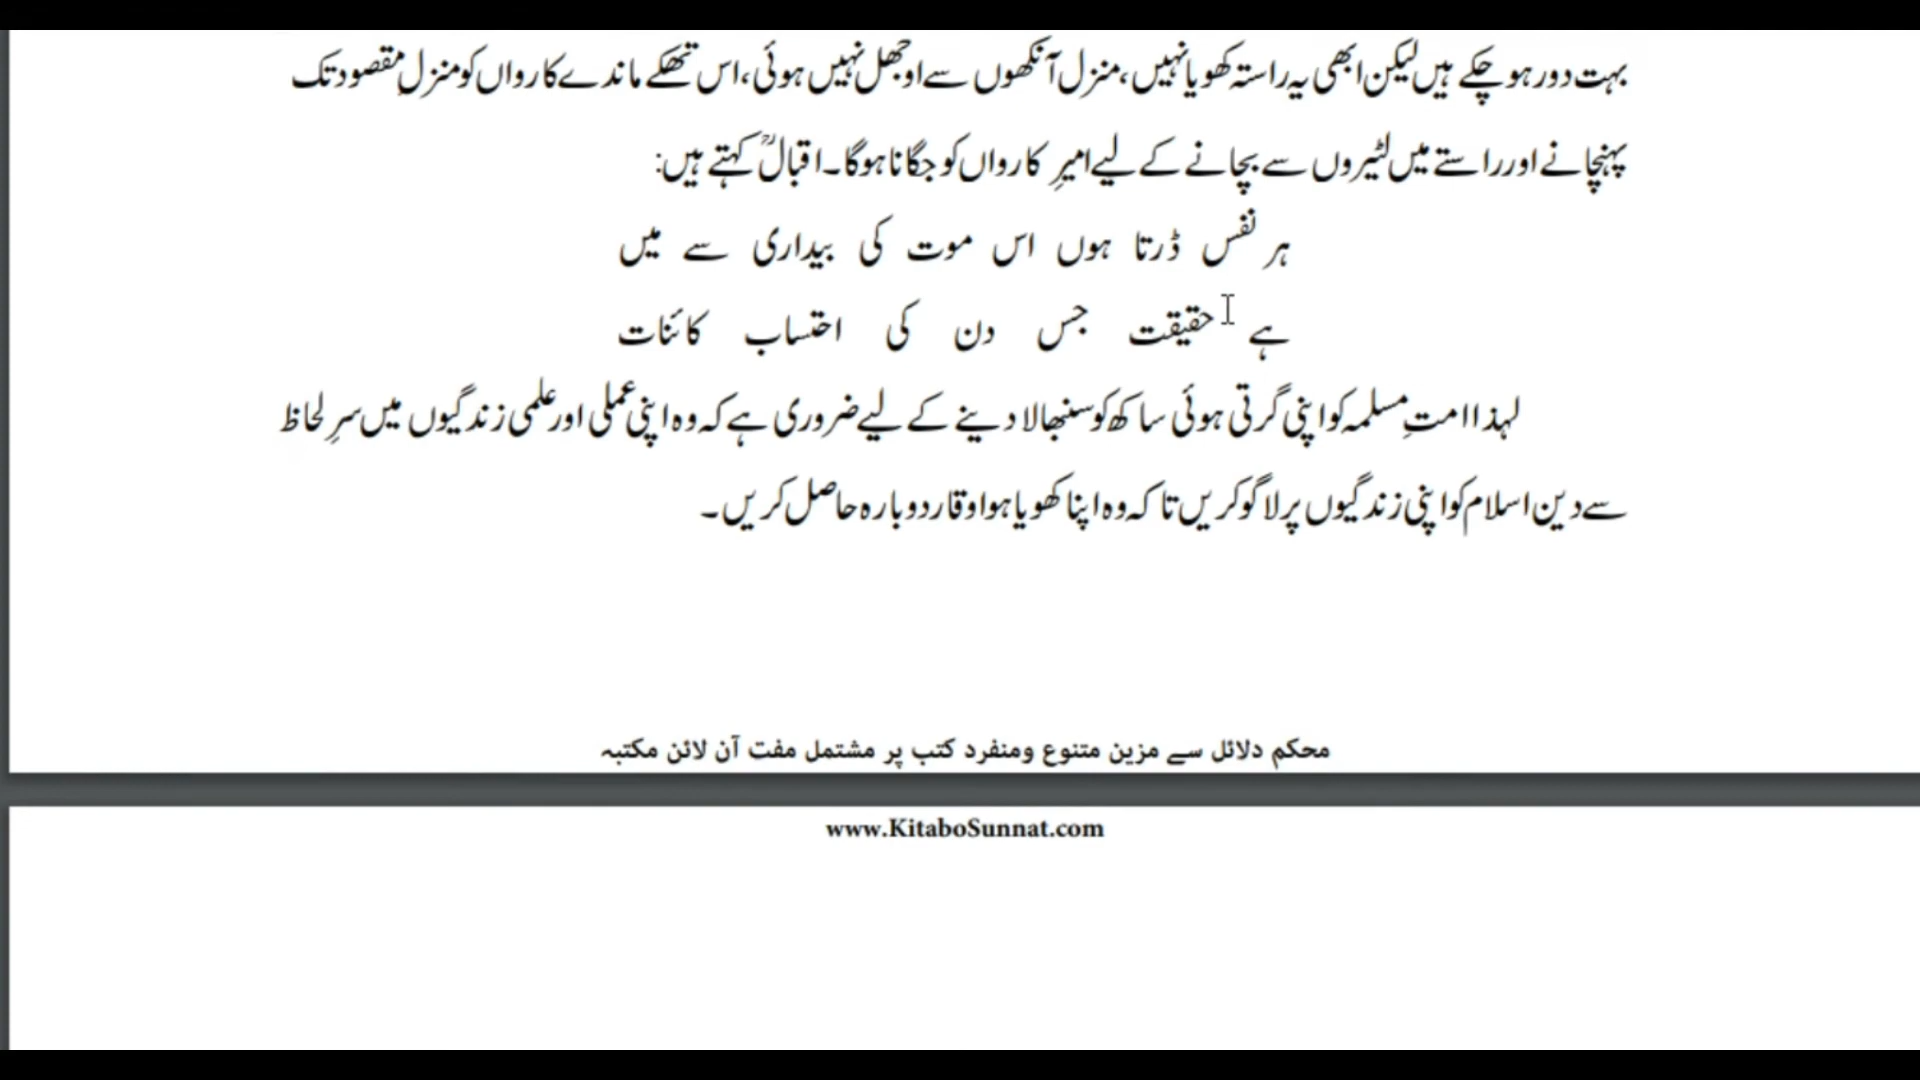 بہت دور ہو چکے ہیں لیکن ابھی یہ راستہ کھویا نہیں، منزل آنکھوں سے اوجھل نہیں ہوئی، اس تھکے ماندے کارواں کو منزلِ مقصود تک
پہنچانے اور راستے میں لٹیروں سے بچانے کے لیے امیرِ کارواں کو جگانا ہوگا۔ اقبالؒ کہتے ہیں:
ہر نفس ڈرتا ہوں اس موت کی بیداری سے میں
ہے حقیقت جس دن کی احتساب کائنات
لہذا امتِ مسلمہ کو اپنی گرتی ہوئی ساکھ کو سنبھالا دینے کے لیے ضروری ہے کہ وہ اپنی عملی اور علمی زندگیوں میں سرِ لحاظ
سے دین اسلام کو اپنی زندگیوں پر لاگو کریں تاکہ وہ اپنا کھویا ہوا وقار دوبارہ حاصل کریں۔
محکم دلائل سے مزین متنوع ومنفرد کتب پر مشتمل مفت آن لائن مکتبہ
www.KitaboSunnat.com